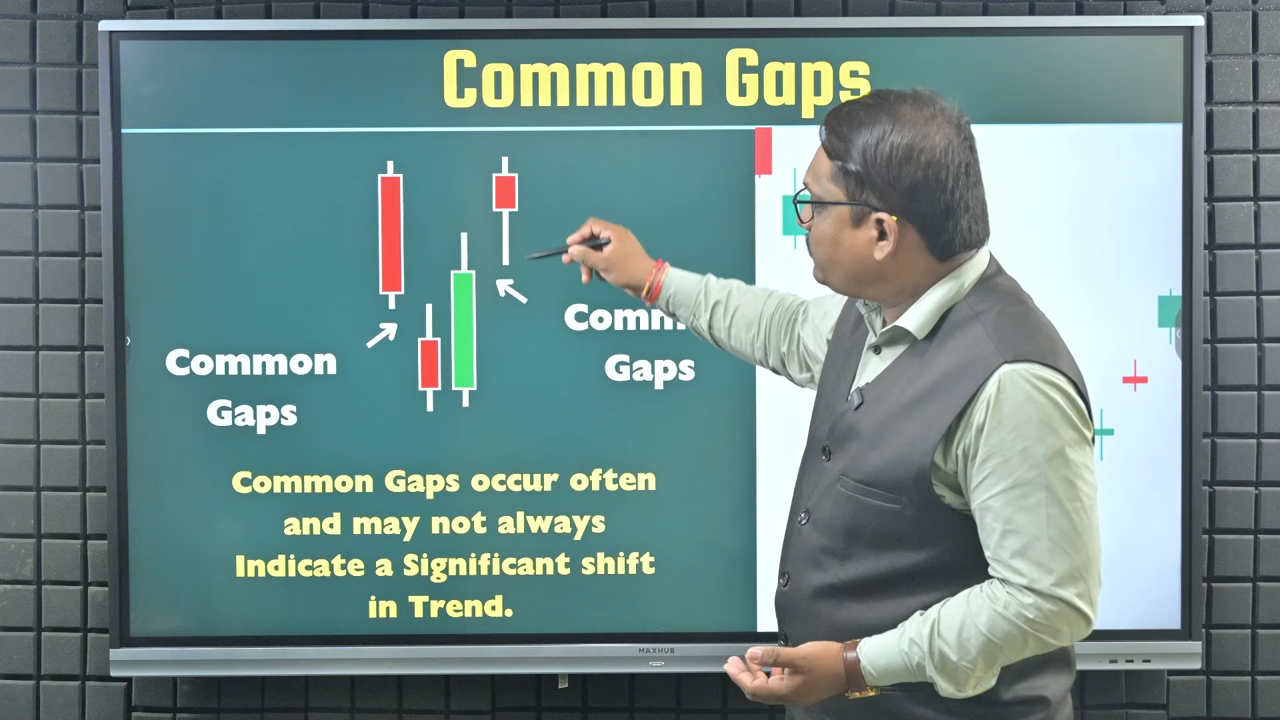 Common Gaps
Common
Gaps
Gaps
Common Gaps occur often
and may not always
Indicate a Significant shift
in Trend.
MAXHUB